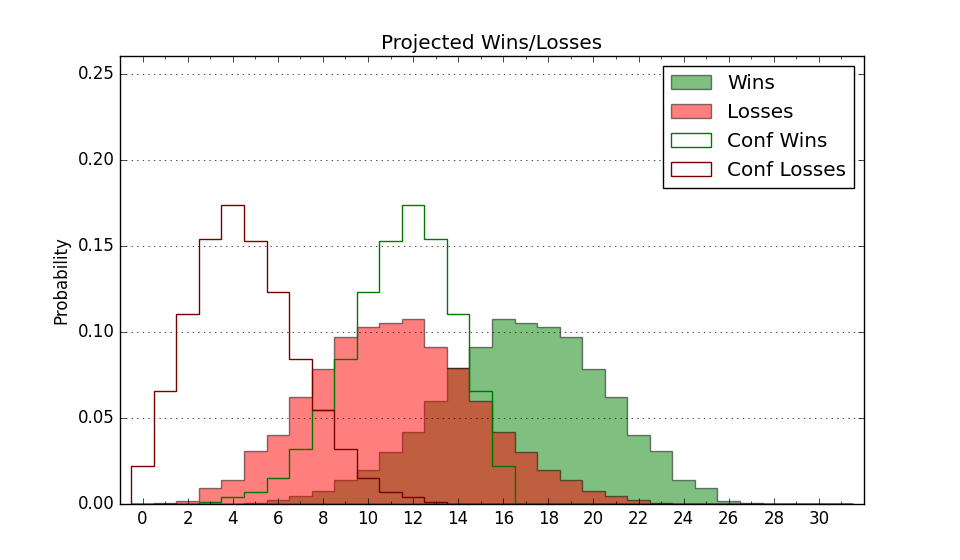 Projected Wins/Losses
0.25
0.20
0.15
0.10
0.05
0.00
Probability
Wins
Losses
Conf Wins
Conf Losses
0 2 4 6 8 10 12 14 16 18 20 22 24 26 28 30